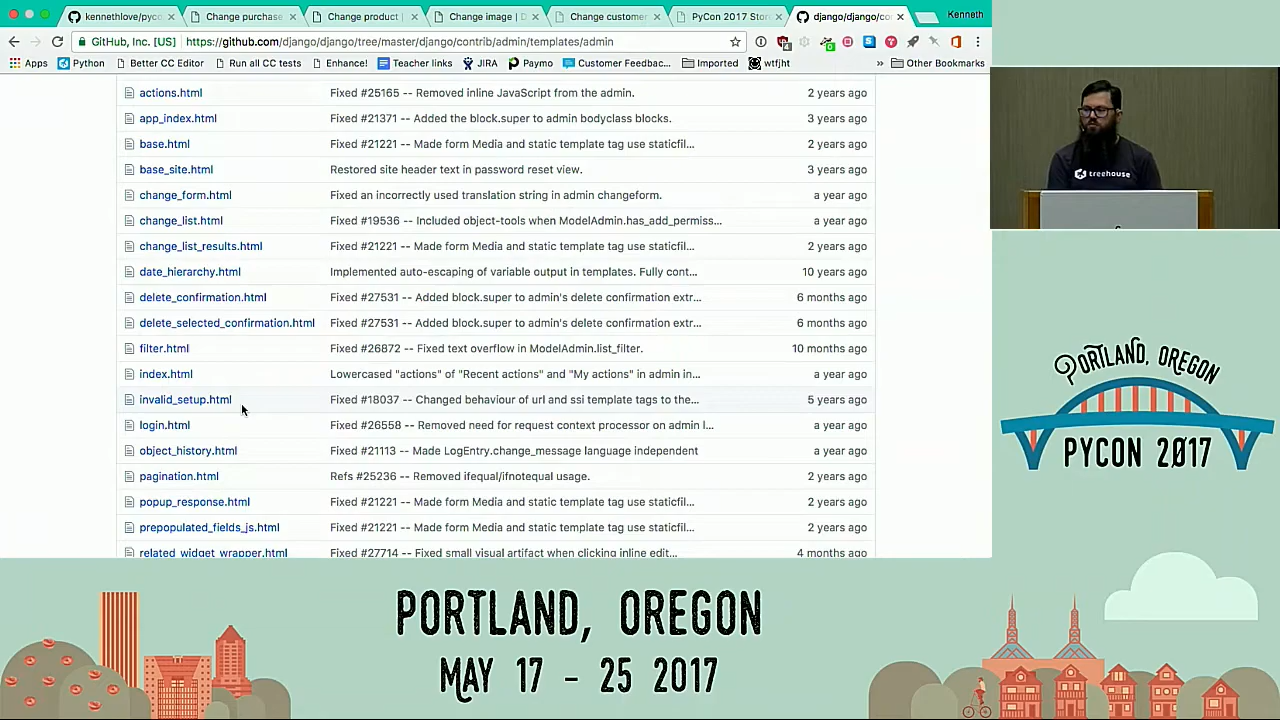 kennethlove/pyco
Change purchase
Change product |
Change image | D
Change customer
PyCon 2017 Stor
django/django/co
Kenneth
GitHub, Inc. [US]
https://github.com/django/django/tree/master/django/contrib/admin/templates/admin
Apps
Python
Better CC Editor
Run all CC tests
Enhance!
Teacher links
JIRA
Paymo
Customer Feedbac...
Imported
wtfjht
»
Other Bookmarks
actions.html Fixed #25165 -- Removed inline JavaScript from the admin. 2 years ago
app_index.html Fixed #21371 -- Added the block.super to admin bodyclass blocks. 3 years ago
base.html Fixed #21221 -- Made form Media and static template tag use staticfil... 2 years ago
base_site.html Restored site header text in password reset view. 3 years ago
change_form.html Fixed an incorrectly used translation string in admin changeform. a year ago
change_list.html Fixed #19536 -- Included object-tools when ModelAdmin.has_add_permiss... a year ago
change_list_results.html Fixed #21221 -- Made form Media and static template tag use staticfil... 2 years ago
date_hierarchy.html Implemented auto-escaping of variable output in templates. Fully cont... 10 years ago
delete_confirmation.html Fixed #27531 -- Added block.super to admin's delete confirmation extr... 6 months ago
delete_selected_confirmation.html Fixed #27531 -- Added block.super to admin's delete confirmation extr... 6 months ago
filter.html Fixed #26872 -- Fixed text overflow in ModelAdmin.list_filter. 10 months ago
index.html Lowercased "actions" of "Recent actions" and "My actions" in admin in... a year ago
invalid_setup.html Fixed #18037 -- Changed behaviour of url and ssi template tags to the... 5 years ago
login.html Fixed #26558 -- Removed need for request context processor on admin l... a year ago
object_history.html Fixed #21113 -- Made LogEntry.change_message language independent a year ago
pagination.html Refs #25236 -- Removed ifequal/ifnotequal usage. 2 years ago
popup_response.html Fixed #21221 -- Made form Media and static template tag use staticfil... 2 years ago
prepopulated_fields_js.html Fixed #21221 -- Made form Media and static template tag use staticfil... 2 years ago
related_widget_wrapper.html Fixed #27714 -- Fixed small visual artifact when clicking inline edit... 4 months ago
treehouse
PORTLAND, OREGON
PYCON 2017
PORTLAND, OREGON
MAY 17 - 25 2017